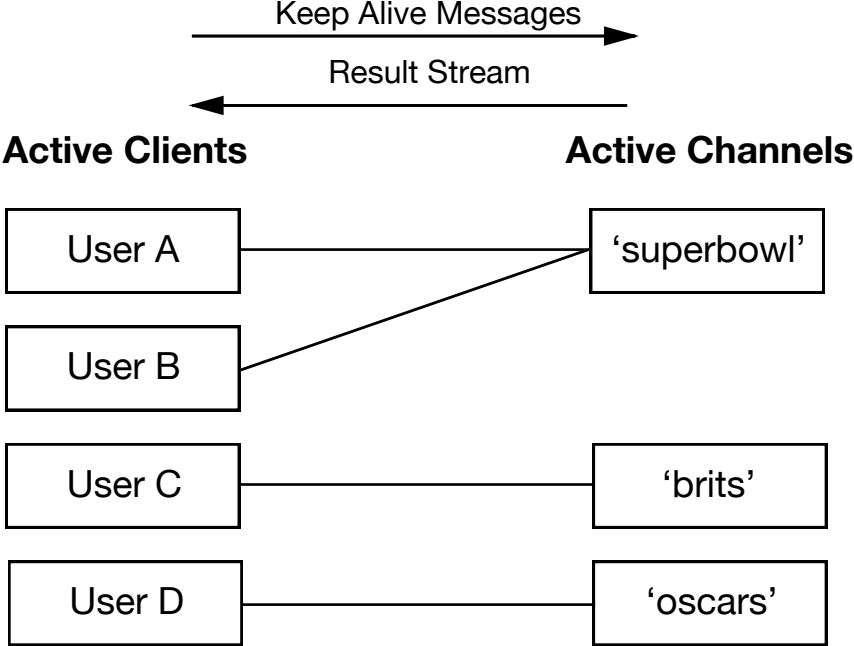 Keep Alive Messages
Result Stream
Active Clients
Active Channels
User A
‘superbowl’
User B
User C
‘brits’
User D
‘oscars’